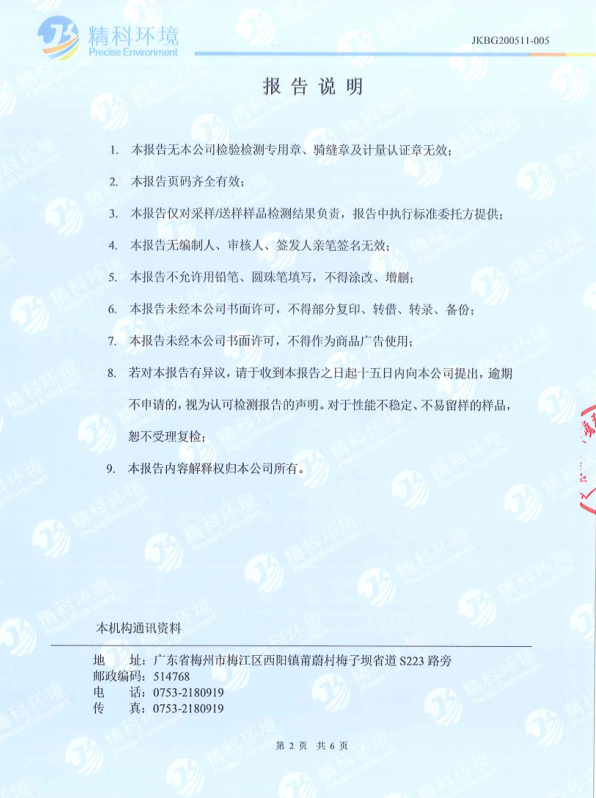 精科环境
Precise Environment
JKBG200511-005
报告说明
1. 本报告无本公司检验检测专用章、骑缝章及计量认证章无效；
2. 本报告页码齐全有效；
3. 本报告仅对采样/送样样品检测结果负责，报告中执行标准委托方提供；
4. 本报告无编制人、审核人、签发人亲笔签名无效；
5. 本报告不允许用铅笔、圆珠笔填写，不得涂改、增删；
6. 本报告未经本公司书面许可，不得部分复印、转借、转录、备份；
7. 本报告未经本公司书面许可，不得作为商品广告使用；
8. 若对本报告有异议，请于收到本报告之日起十五日内向本公司提出，逾期
不申请的，视为认可检测报告的声明。对于性能不稳定、不易留样的样品，
恕不受理复检；
9. 本报告内容解释权归本公司所有。
本机构通讯资料
地 址：广东省梅州市梅江区西阳镇莆蔚村梅子坝省道 S223 路旁
邮政编码：514768
电 话：0753-2180919
传 真：0753-2180919
第 2 页 共 6 页